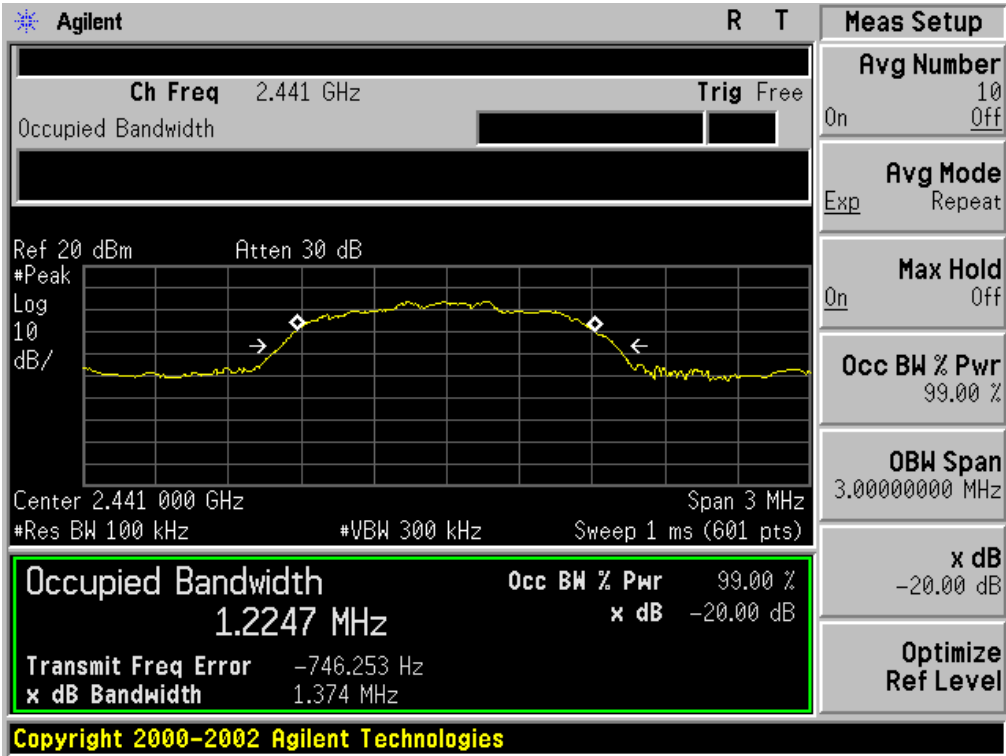 Agilent R T
Ch Freq 2.441 GHz Trig Free
Occupied Bandwidth
Ref 20 dBm Atten 30 dB
#Peak
Log
10
dB/
Center 2.441 000 GHz Span 3 MHz
#Res BW 100 kHz #VBW 300 kHz Sweep 1 ms (601 pts)
Occupied Bandwidth Occ BW % Pwr 99.00 %
1.2247 MHz x dB -20.00 dB
Transmit Freq Error -746.253 Hz
x dB Bandwidth 1.374 MHz
Copyright 2000-2002 Agilent Technologies
Meas Setup
Avg Number
10
On Off
Avg Mode
Exp Repeat
Max Hold
On Off
Occ BW % Pwr
99.00 %
OBW Span
3.00000000 MHz
x dB
-20.00 dB
Optimize
Ref Level